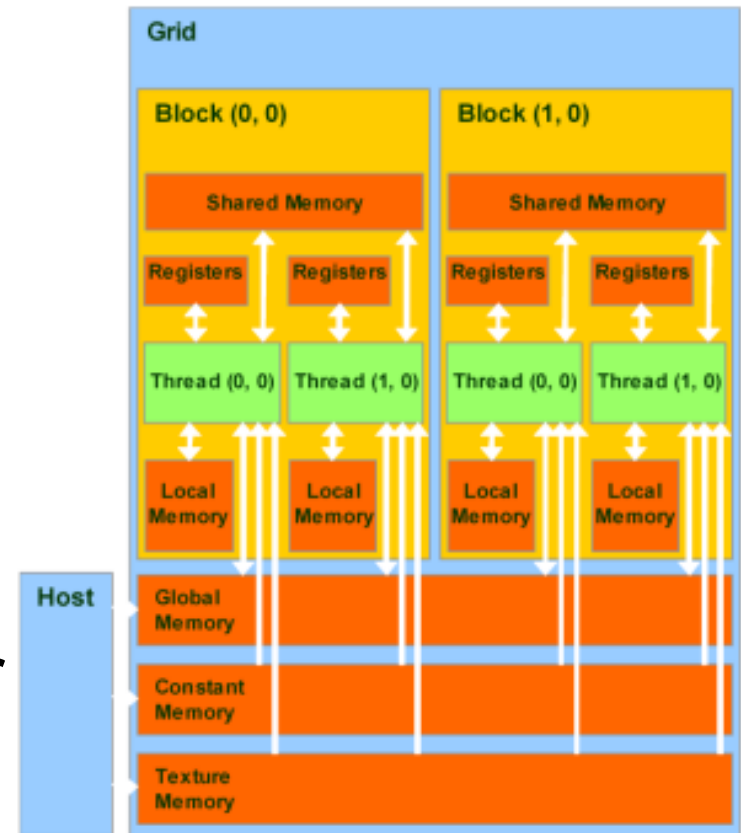 Grid
Block (0, 0)
Shared Memory
Registers
Registers
Thread (0, 0)
Thread (1, 0)
Local
Memory
Local
Memory
Block (1, 0)
Shared Memory
Registers
Registers
Thread (0, 0)
Thread (1, 0)
Local
Memory
Local
Memory
Host
Global
Memory
Constant
Memory
Texture
Memory